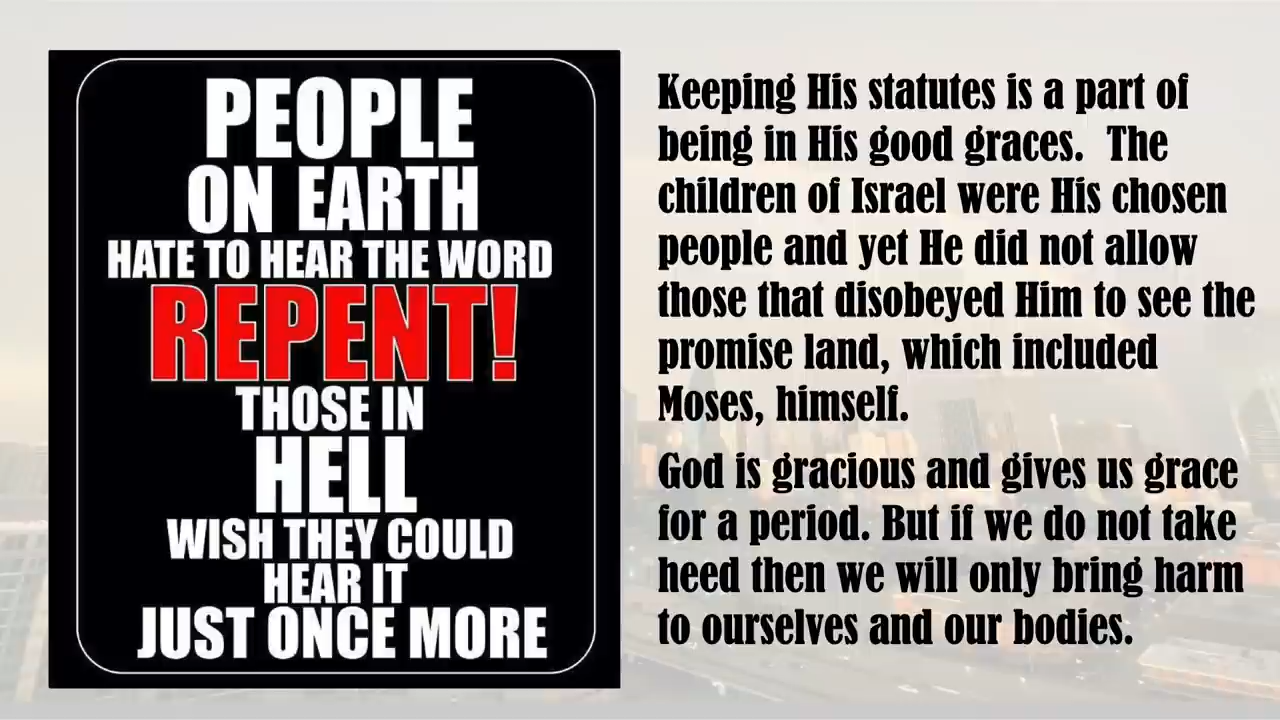 PEOPLE
ON EARTH
HATE TO HEAR THE WORD
REPENT!
THOSE IN
HELL
WISH THEY COULD
HEAR IT
JUST ONCE MORE
Keeping His statutes is a part of
being in His good graces.  The
children of Israel were His chosen
people and yet He did not allow
those that disobeyed Him to see the
promise land, which included
Moses, himself.
God is gracious and gives us grace
for a period. But if we do not take
heed then we will only bring harm
to ourselves and our bodies.